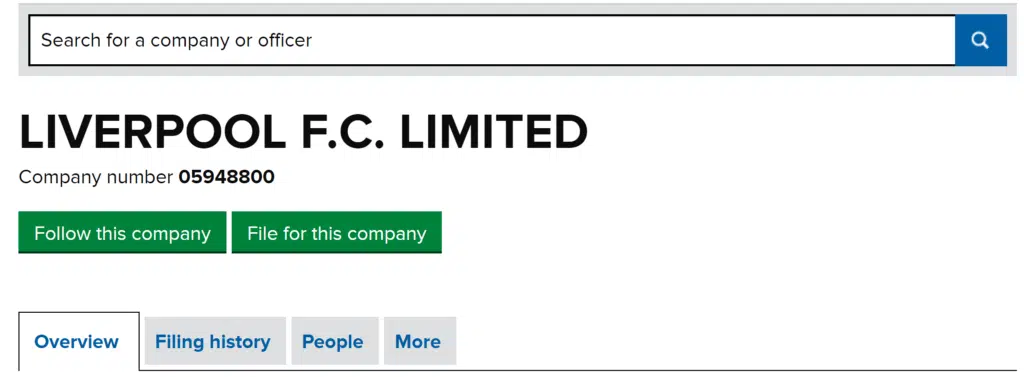 Search for a company or officer
LIVERPOOL F.C. LIMITED
Company number 05948800
Follow this company File for this company
Overview Filing history People More